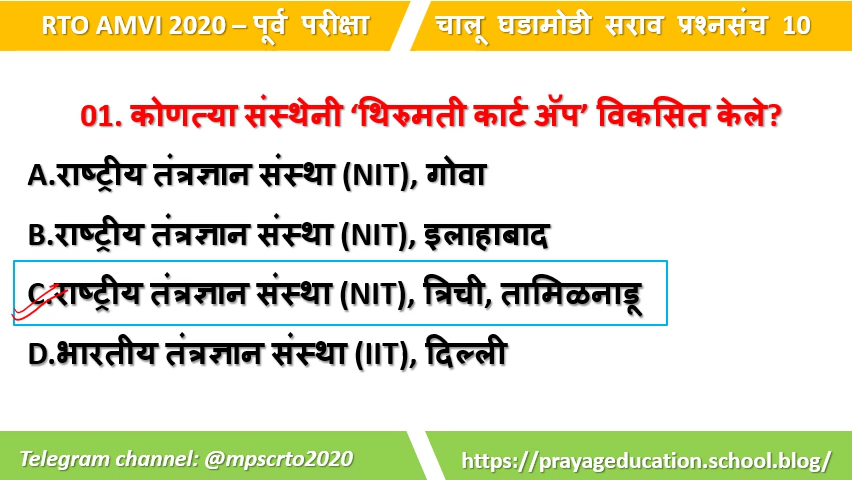 RTO AMVI 2020 – पूर्व परीक्षा
चालू घडामोडी सराव प्रश्नसंच 10
01. कोणत्या संस्थेनी ‘थिरुमती कार्ट ॲप’ विकसित केले?
A.राष्ट्रीय तंत्रज्ञान संस्था (NIT), गोवा
B.राष्ट्रीय तंत्रज्ञान संस्था (NIT), इलाहाबाद
C.राष्ट्रीय तंत्रज्ञान संस्था (NIT), त्रिची, तामिळनाडू
D.भारतीय तंत्रज्ञान संस्था (IIT), दिल्ली
Telegram channel: @mpscrto2020
https://prayageducation.school.blog/